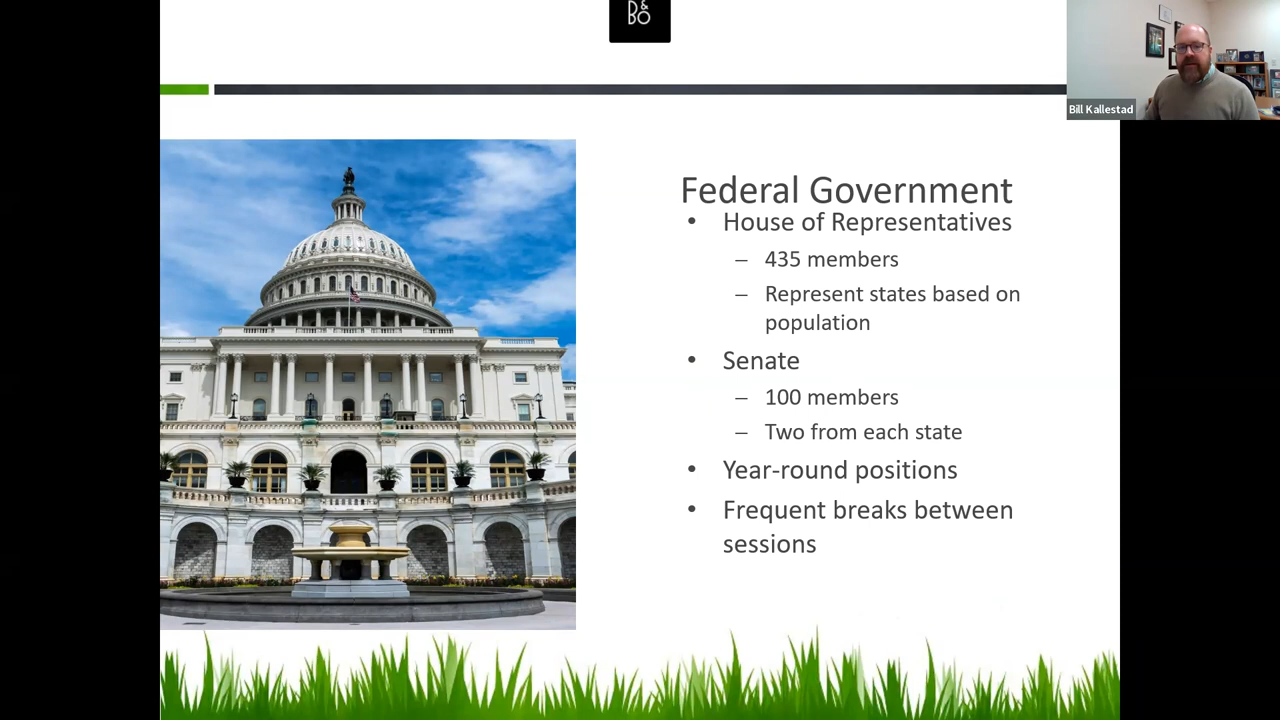 B&
BO
Bill Kallestad
Federal Government
• House of Representatives
– 435 members
– Represent states based on
population
• Senate
– 100 members
– Two from each state
• Year-round positions
• Frequent breaks between
sessions